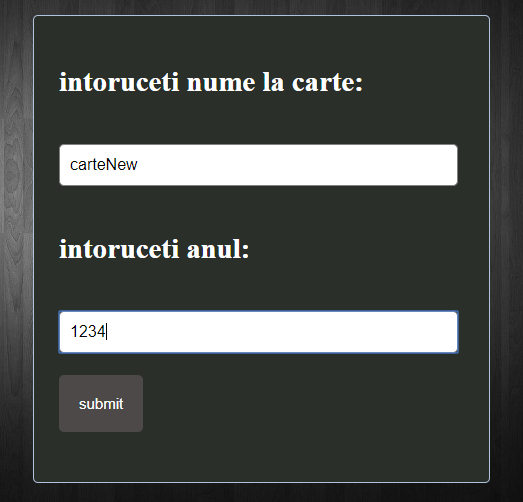 intoruceti nume la carte:
carteNew
intoruceti anul:
1234
submit